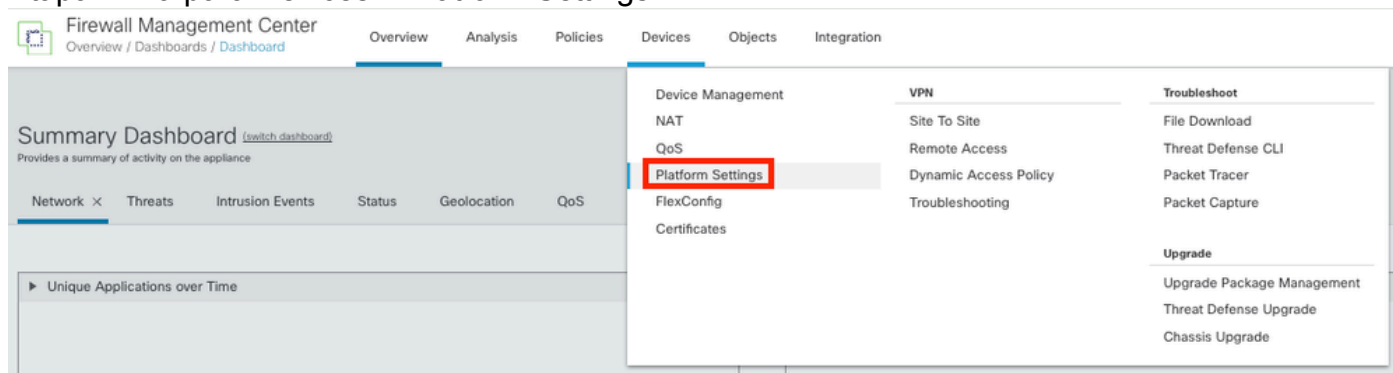 Firewall Management Center
Overview / Dashboards / Dashboard
Overview Analysis Policies Devices Objects Integration
Summary Dashboard (switch dashboard)
Provides a summary of activity on the appliance
Network × Threats Intrusion Events Status Geolocation QoS
▶ Unique Applications over Time
Device Management
NAT
QoS
Platform Settings
FlexConfig
Certificates
VPN
Site To Site
Remote Access
Dynamic Access Policy
Troubleshooting
Troubleshoot
File Download
Threat Defense CLI
Packet Tracer
Packet Capture
Upgrade
Upgrade Package Management
Threat Defense Upgrade
Chassis Upgrade